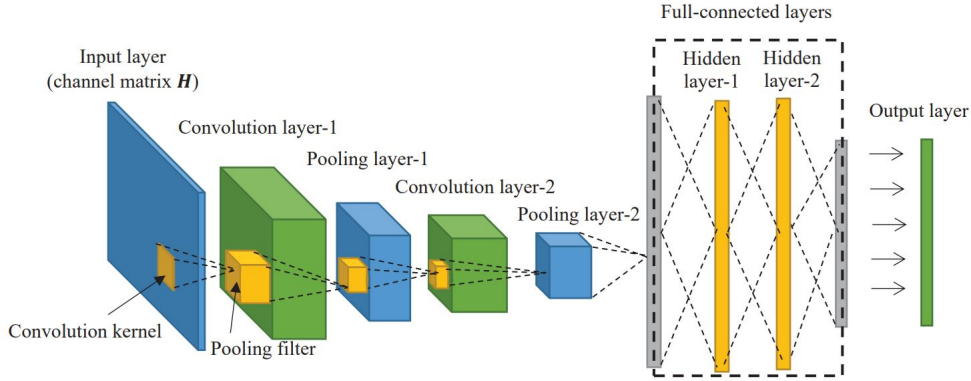 Full-connected layers
Input layer
(channel matrix H)
Hidden
layer-1
Hidden
layer-2
Output layer
Convolution layer-1
Pooling layer-1
Convolution layer-2
Pooling layer-2
Convolution kernel
Pooling filter